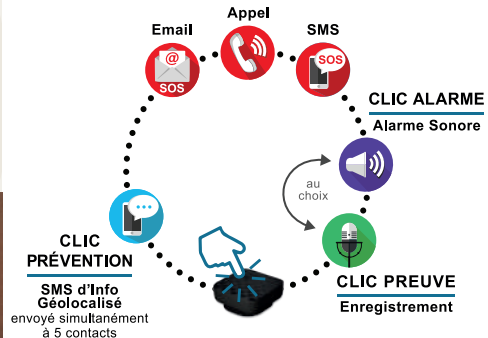 Appel
Email
SMS
@
SOS
SOS
CLIC ALARME
Alarme Sonore
au
choix
CLIC
PRÉVENTION
SMS d'Info
Géolocalisé
envoyé simultanément
à 5 contacts
CLIC PREUVE
Enregistrement